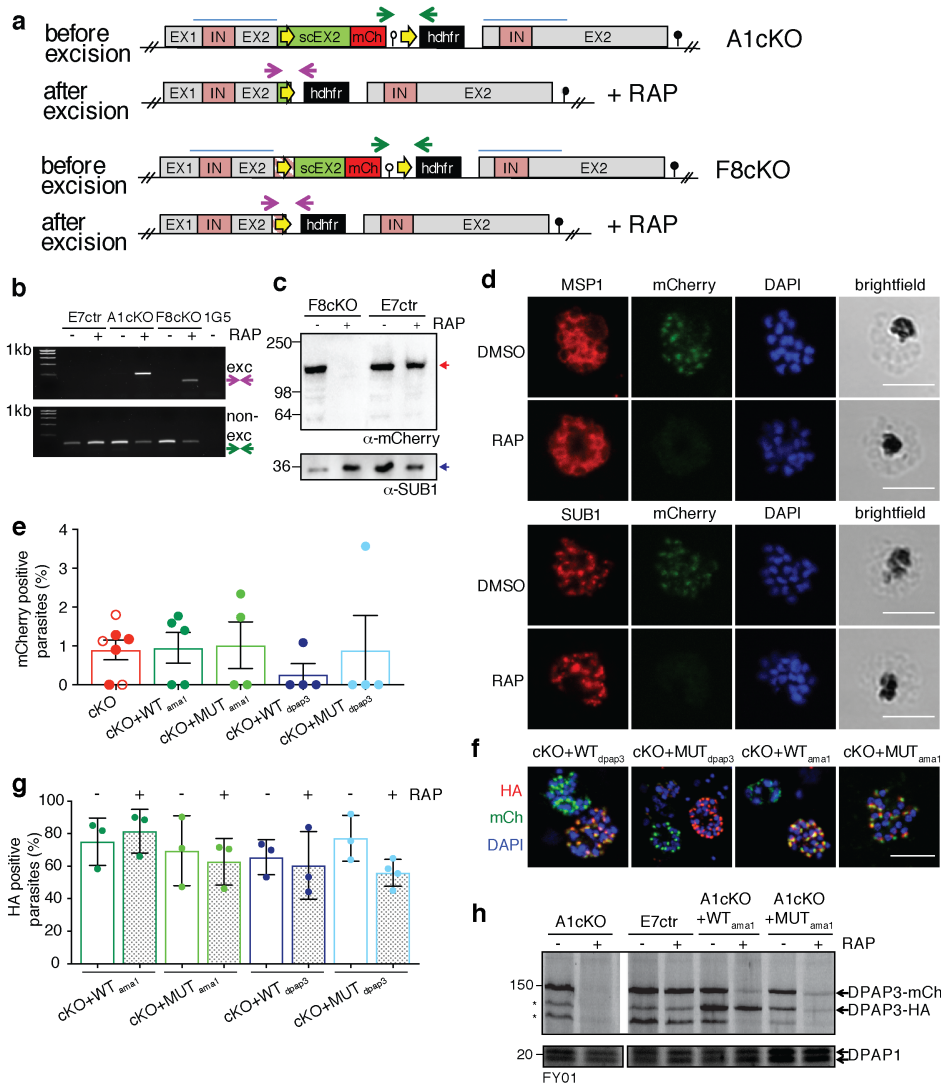 a
before excision EX1 IN EX2 scEX2 mCh hdhfr IN EX2 A1cKO
after excision EX1 IN EX2 hdhfr IN EX2 + RAP
before excision EX1 IN EX2 scEX2 mCh hdhfr IN EX2 F8cKO
after excision EX1 IN EX2 hdhfr IN EX2 + RAP
b
E7ctr A1cKO F8cKO 1G5
- + - + - + - RAP
1kb
exc
1kb
non-
exc
c
F8cKO E7ctr
- + - + RAP
250
98
64
α-mCherry
36
α-SUB1
d
MSP1 mCherry DAPI brightfield
DMSO
RAP
SUB1 mCherry DAPI brightfield
DMSO
RAP
e
mCherry positive parasites (%)
4
3
2
1
0
cKO cKO+WT ama1 cKO+MUT ama1 cKO+WT dpap3 cKO+MUT dpap3
f
cKO+WTdpap3 cKO+MUTdpap3 cKO+WTama1 cKO+MUTama1
HA
mCh
DAPI
g
- + - + - + - + RAP
HA positive parasites (%)
100
80
60
40
20
0
cKO+WT ama1 cKO+MUT ama1 cKO+WT dpap3 cKO+MUT dpap3
h
A1cKO E7ctr A1cKO +WTama1 A1cKO +MUTama1
- + - + - + - + RAP
150
DPAP3-mCh
*
DPAP3-HA
*
20
DPAP1
FY01